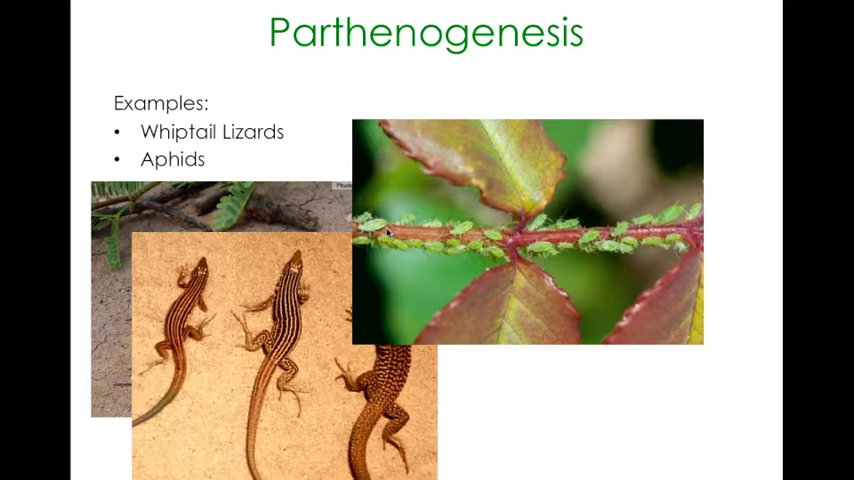 Parthenogenesis
Examples:
• Whiptail Lizards
• Aphids